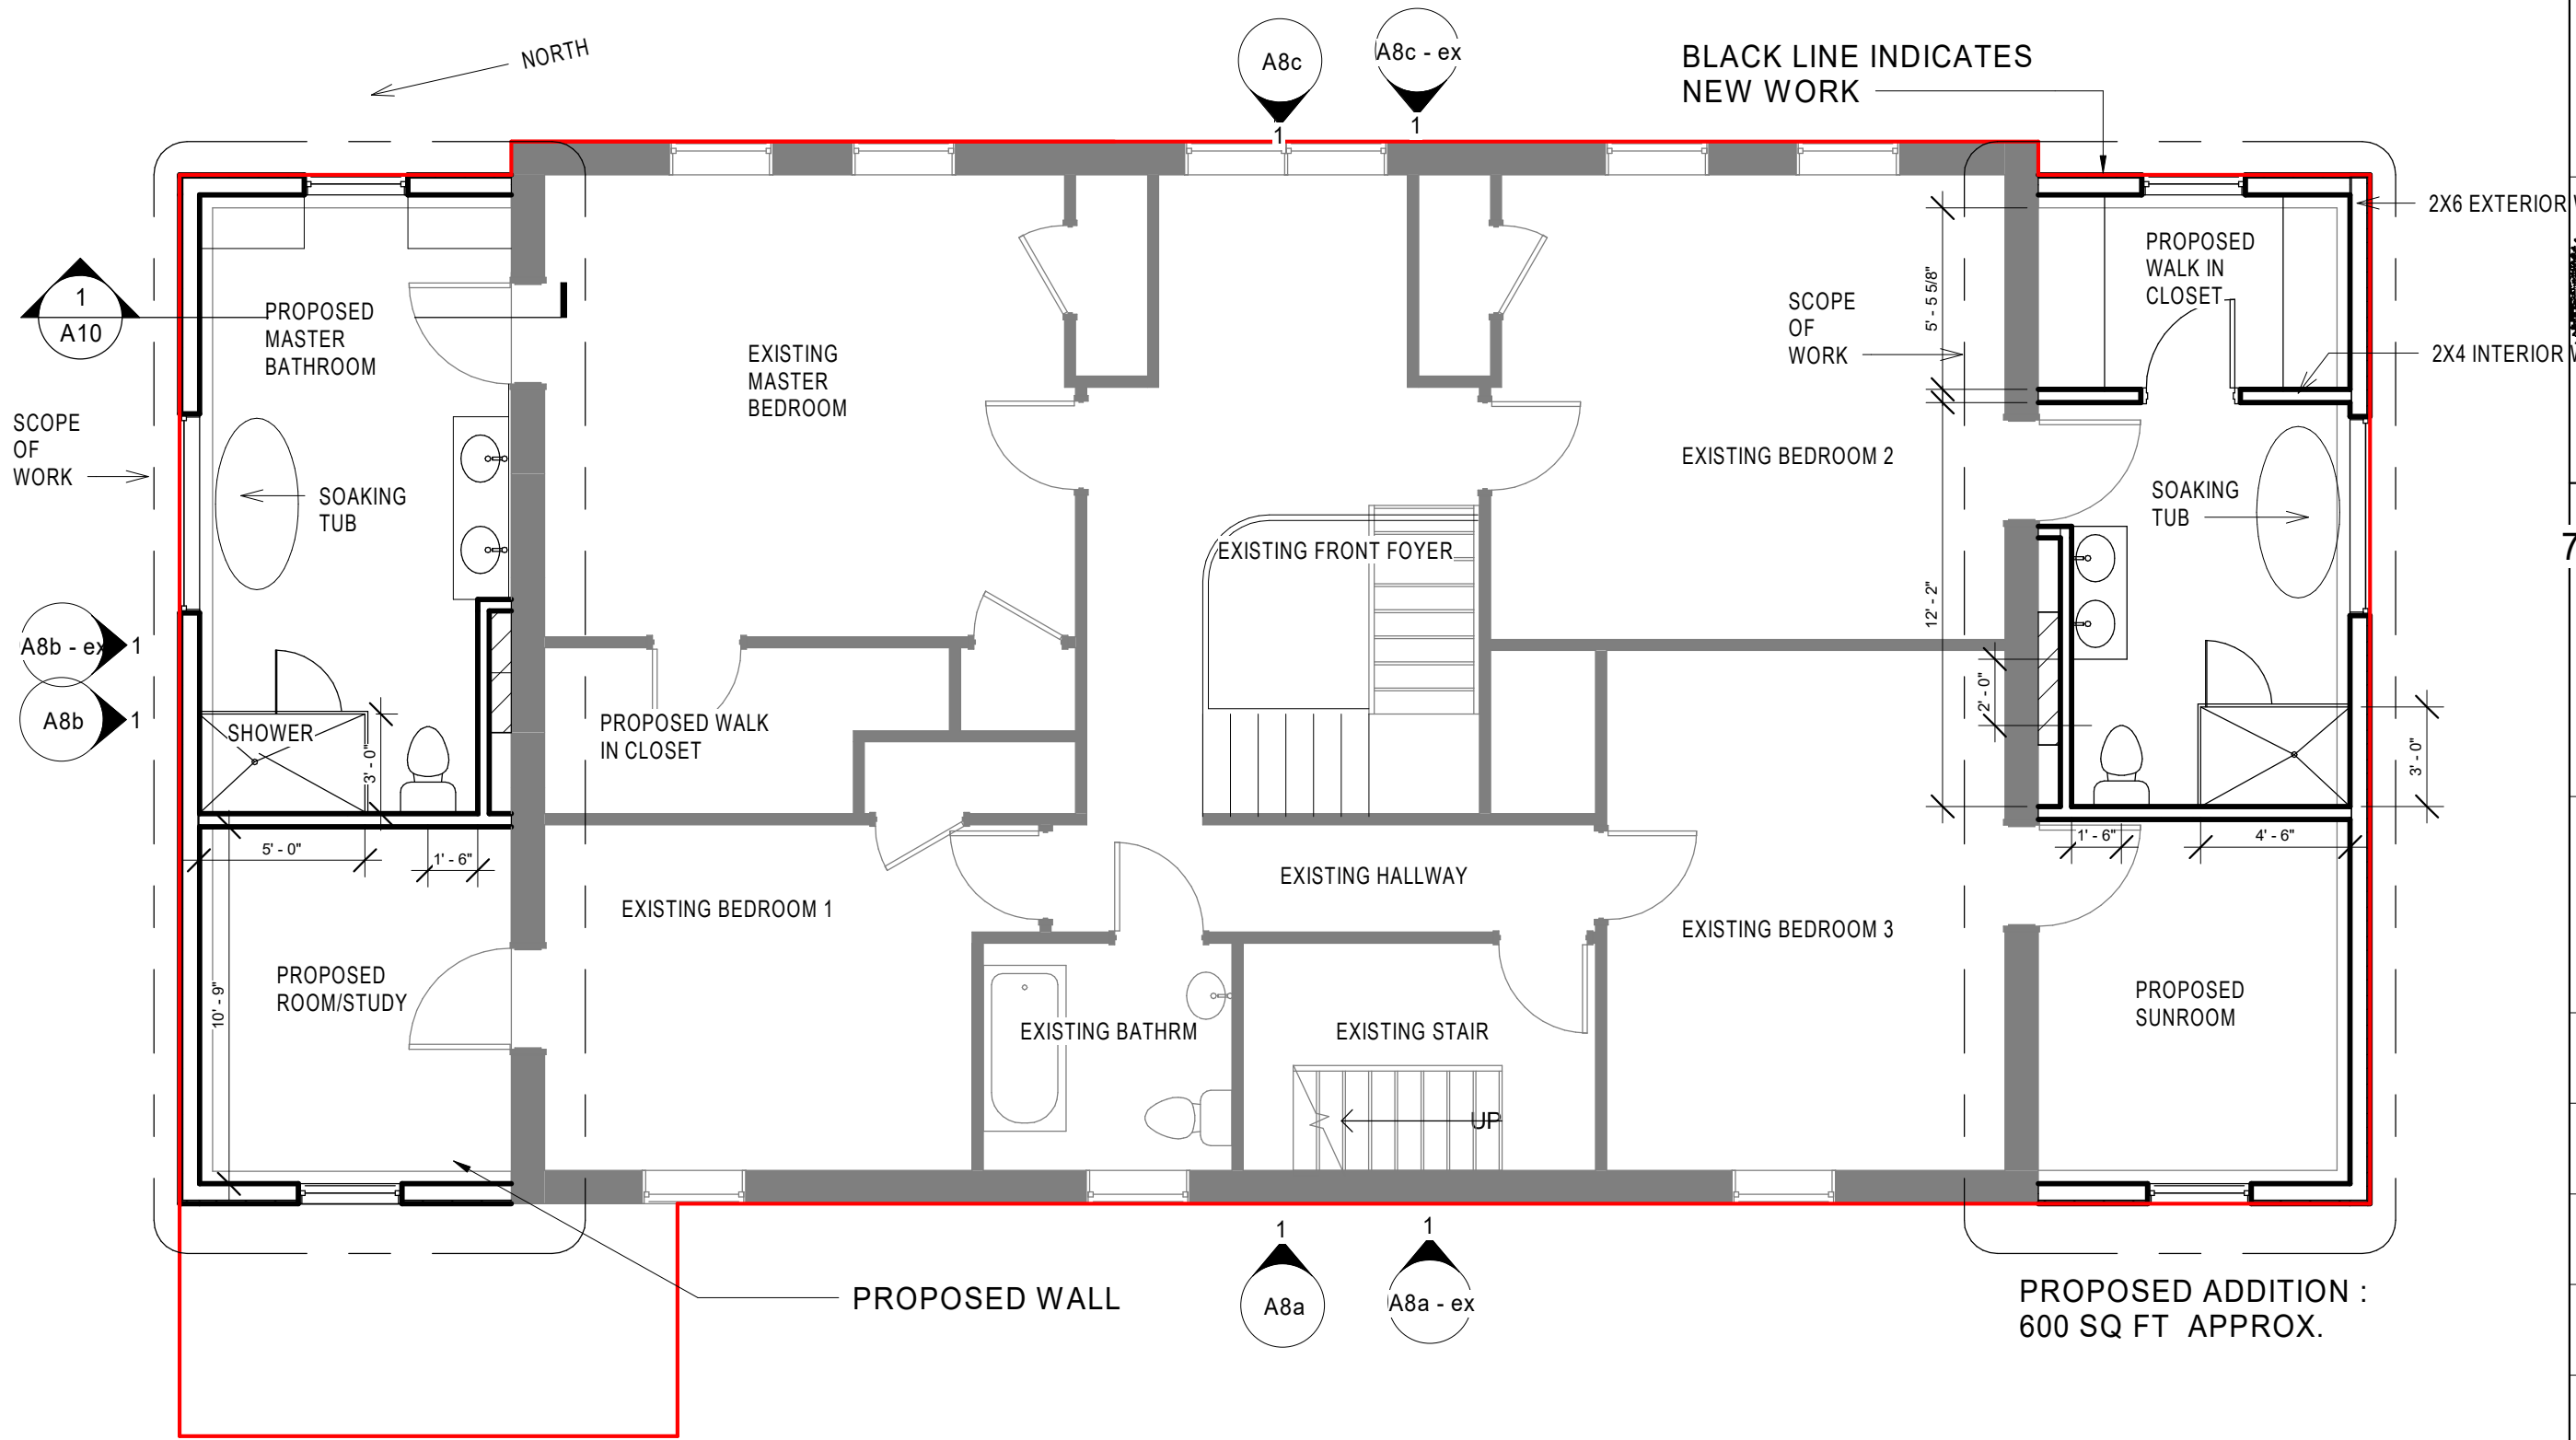 NORTH
A8c
1
A8c - ex
1
BLACK LINE INDICATES
NEW WORK
2X6 EXTERIOR
PROPOSED
WALK IN
CLOSET
2X4 INTERIOR
5' - 5 5/8"
SCOPE
OF
WORK
1
A10
PROPOSED
MASTER
BATHROOM
EXISTING
MASTER
BEDROOM
SCOPE
OF
WORK
SOAKING
TUB
EXISTING BEDROOM 2
SOAKING
TUB
EXISTING FRONT FOYER
7
12' - 2"
A8b - ex
1
A8b
1
SHOWER
3' - 0"
PROPOSED WALK
IN CLOSET
2' - 0"
3' - 0"
5' - 0"
1' - 6"
1' - 6"
4' - 6"
EXISTING HALLWAY
EXISTING BEDROOM 1
EXISTING BEDROOM 3
PROPOSED
ROOM/STUDY
10' - 9"
EXISTING BATHRM
EXISTING STAIR
PROPOSED
SUNROOM
UP
PROPOSED WALL
1
A8a
1
A8a - ex
PROPOSED ADDITION :
600 SQ FT APPROX.